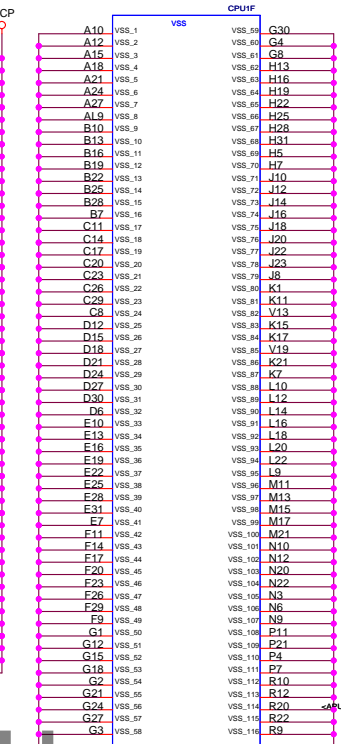 CPU1F
CP
VSS
A10 VSS_1 VSS_59 G30
A12 VSS_2 VSS_60 G4
A15 VSS_3 VSS_61 G8
A18 VSS_4 VSS_62 H13
A21 VSS_5 VSS_63 H16
A24 VSS_6 VSS_64 H19
A27 VSS_7 VSS_65 H22
AL9 VSS_8 VSS_66 H25
B10 VSS_9 VSS_67 H28
B13 VSS_10 VSS_68 H31
B16 VSS_11 VSS_69 H5
B19 VSS_12 VSS_70 H7
B22 VSS_13 VSS_71 J10
B25 VSS_14 VSS_72 J12
B28 VSS_15 VSS_73 J14
B7 VSS_16 VSS_74 J16
C11 VSS_17 VSS_75 J18
C14 VSS_18 VSS_76 J20
C17 VSS_19 VSS_77 J22
C20 VSS_20 VSS_78 J23
C23 VSS_21 VSS_79 J8
C26 VSS_22 VSS_80 K1
C29 VSS_23 VSS_81 K11
C8 VSS_24 VSS_82 V13
D12 VSS_25 VSS_83 K15
D15 VSS_26 VSS_84 K17
D18 VSS_27 VSS_85 V19
D21 VSS_28 VSS_86 K21
D24 VSS_29 VSS_87 K7
D27 VSS_30 VSS_88 L10
D30 VSS_31 VSS_89 L12
D6 VSS_32 VSS_90 L14
E10 VSS_33 VSS_91 L16
E13 VSS_34 VSS_92 L18
E16 VSS_35 VSS_93 L20
E19 VSS_36 VSS_94 L22
E22 VSS_37 VSS_95 L9
E25 VSS_38 VSS_96 M11
E28 VSS_39 VSS_97 M13
E31 VSS_40 VSS_98 M15
E7 VSS_41 VSS_99 M17
F11 VSS_42 VSS_100 M21
F14 VSS_43 VSS_101 N10
F17 VSS_44 VSS_102 N12
F20 VSS_45 VSS_103 N20
F23 VSS_46 VSS_104 N22
F26 VSS_47 VSS_105 N3
F29 VSS_48 VSS_106 N6
F9 VSS_49 VSS_107 N9
G1 VSS_50 VSS_108 P11
G12 VSS_51 VSS_109 P21
G15 VSS_52 VSS_110 P4
G18 VSS_53 VSS_111 P7
G2 VSS_54 VSS_112 R10
G21 VSS_55 VSS_113 R12
G24 VSS_56 VSS_114 R20
G27 VSS_57 VSS_115 R22
G3 VSS_58 VSS_116 R9